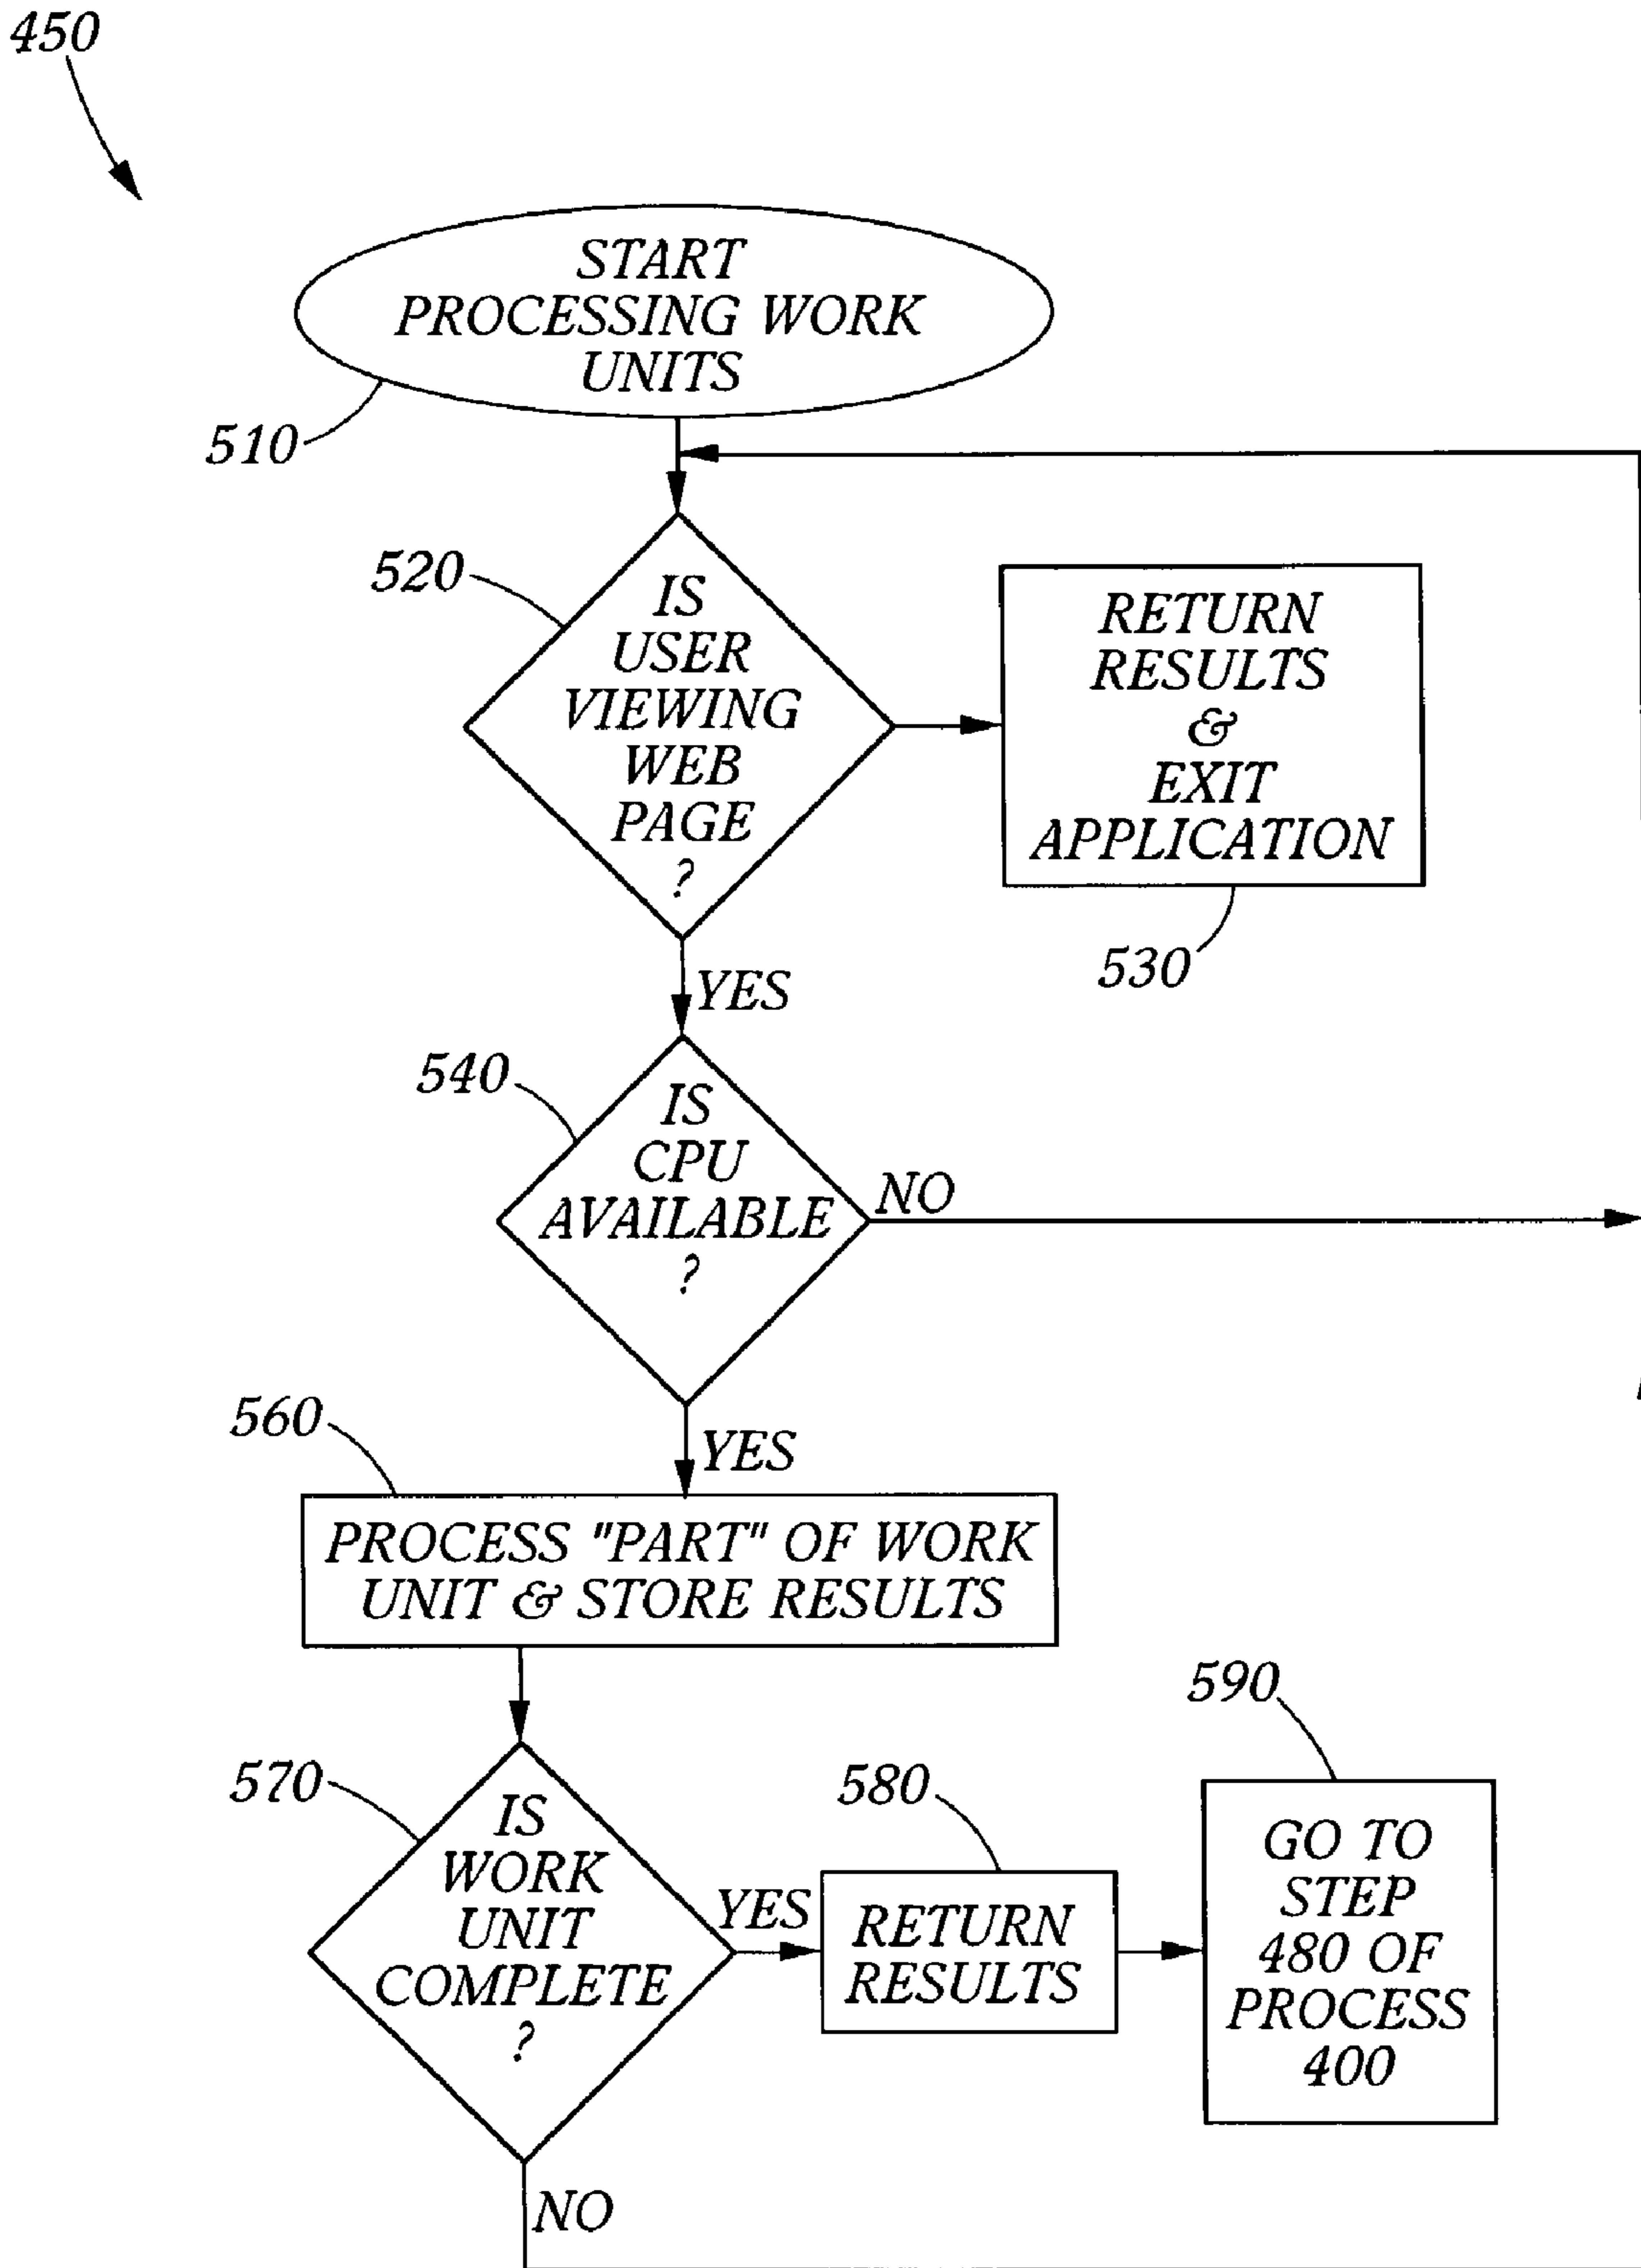 450
START
PROCESSING WORK
UNITS
510
520
IS
USER
VIEWING
WEB
PAGE
?
RETURN
RESULTS
&
EXIT
APPLICATION
530
YES
540
IS
CPU
AVAILABLE
?
NO
560
YES
PROCESS "PART" OF WORK
UNIT & STORE RESULTS
570
IS
WORK
UNIT
COMPLETE
?
YES
580
RETURN
RESULTS
590
GO TO
STEP
480 OF
PROCESS
400
NO